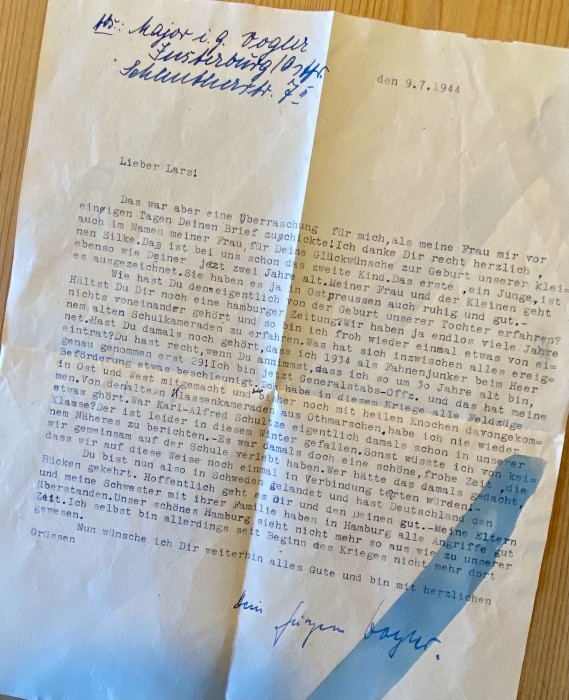 Hr.: Major i.G. Vogler
Insterburg/Ostpr
7 II
den 9.7.1944
Lieber Lars!
Das war aber eine Überraschung für mich, als meine Frau mir vor
einigen Tagen Deinen Brief zuschickte! Ich danke Dir recht herzlich ,
auch im Namen meiner Frau, für Deine Glückwünsche zur Geburt unserer klei=
nen Silke. Das ist bei uns schon das zweite Kind. Das erste , ein Junge, ist
ebenso wie Deiner jetzt zwei Jahre alt. Meiner Frau und der Kleinen geht
es ausgezeichnet. Sie haben es ja in Ostpreussen auch ruhig und gut.-
Wie hast Du denn eigentlich von der Geburt unserer Tochter erfahren?
Hältst Du Dir noch eine Hamburger Zeitung? Wir haben ja endlos viele Jahre
nichts voneinander gehört und so bin ich froh wieder einmal etwas von ei=
nem alten Schulkameraden zu erfahren. Was hat sich inzwischen alles ereig=
net. Hast Du damals noch gehört, dass ich 1934 als Fahnenjunker beim Heer
eintrat? Du hast recht, wenn Du annimmst, dass ich so um 30 Jahre alt bin,
genau genommen erst 29! Ich bin jetzt Generalstabs-Offz. und das hat meine
Beförderung etwas beschleunigt. Ich habe in diesem Kriege alle Feldzüge
in Ost und West mitgemacht und bisher noch mit heilen Knochen davongekom=
men. Von den alten Klassenkameraden aus Othmarschen, habe ich nie wieder
etwas ghört. War Karl-Alfred Schultze eigentlich damals schon in unserer
Klasse? Der ist leider in diesem Winter gefallen. Sonst wüsste ich von kei=
nem Näheres zu berichten.- Es war damals doch eine schöne, frohe Zeit , die
wir gemeinsam auf der Schule verlebt haben. Wer hätte das damals gedacht,
dass wir auf diese Weise noch einmal in Verbindung treten würden.-
Du bist nun also in Schweden gelandet und hast Deutschland den
Rücken gekehrt. Hoffentlich geht es Dir und den Deinen gut.- Meine Eltern
und meine Schwester mit ihrer Familie haben in Hamburg alle Angriffe gut
überstanden. Unser schönes Hamburg sieht nicht mehr so aus wie zu unserer
Zeit. Ich selbst bin allerdings seit Beginn des Krieges nicht mehr dort
gewesen.
Nun wünsche ich Dir weiterhin alles Gute und bin mit herzlichen
Grüssen
Dein Jürgen Vogler.